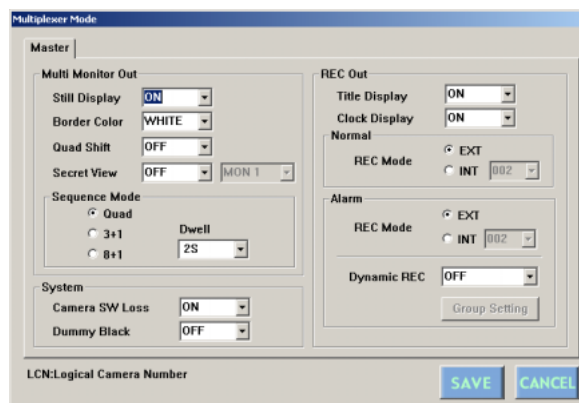 Multiplexer Mode
Master
Multi Monitor Out
Still Display ON
Border Color WHITE
Quad Shift OFF
Secret View OFF MON 1
Sequence Mode
Quad
3+1
8+1
Dwell
2S
System
Camera SW Loss ON
Dummy Black OFF
REC Out
Title Display ON
Clock Display ON
Normal
REC Mode
EXT
INT 002
Alarm
REC Mode
EXT
INT 002
Dynamic REC OFF
Group Setting
LCN:Logical Camera Number
SAVE CANCEL